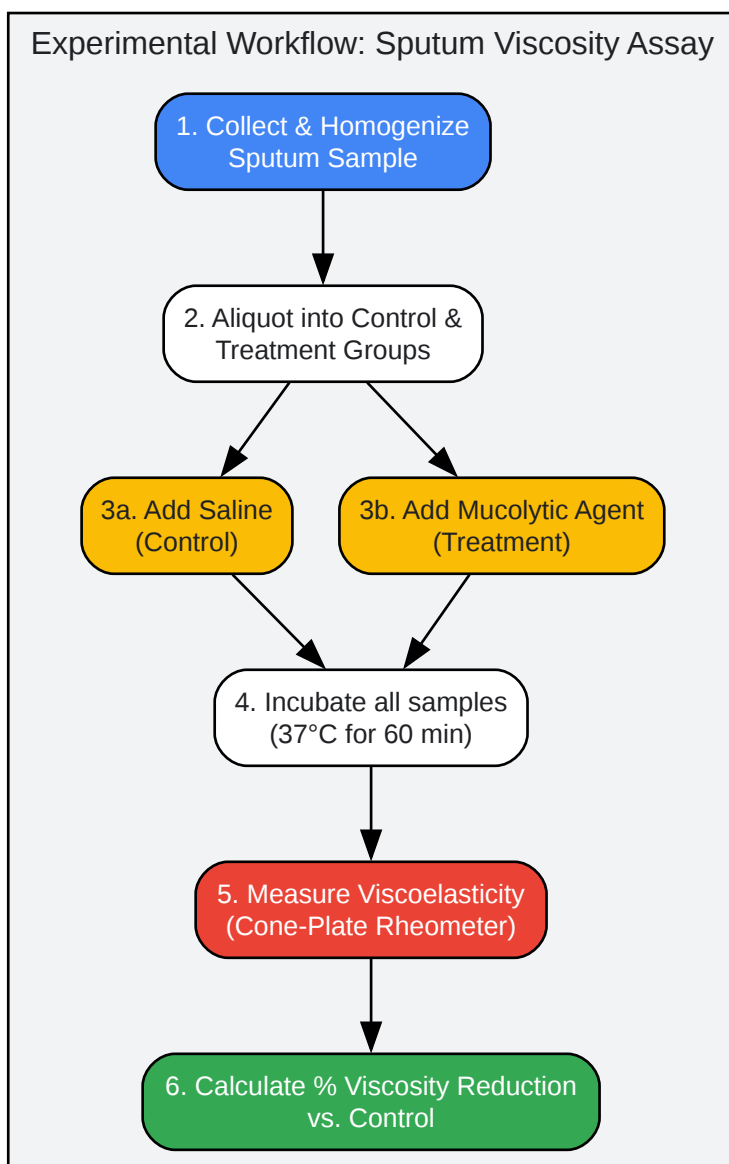 Experimental Workflow: Sputum Viscosity Assay
1. Collect & Homogenize
Sputum Sample
2. Aliquot into Control &
Treatment Groups
3a. Add Saline
(Control)
3b. Add Mucolytic Agent
(Treatment)
4. Incubate all samples
(37°C for 60 min)
5. Measure Viscoelasticity
(Cone-Plate Rheometer)
6. Calculate % Viscosity Reduction
vs. Control